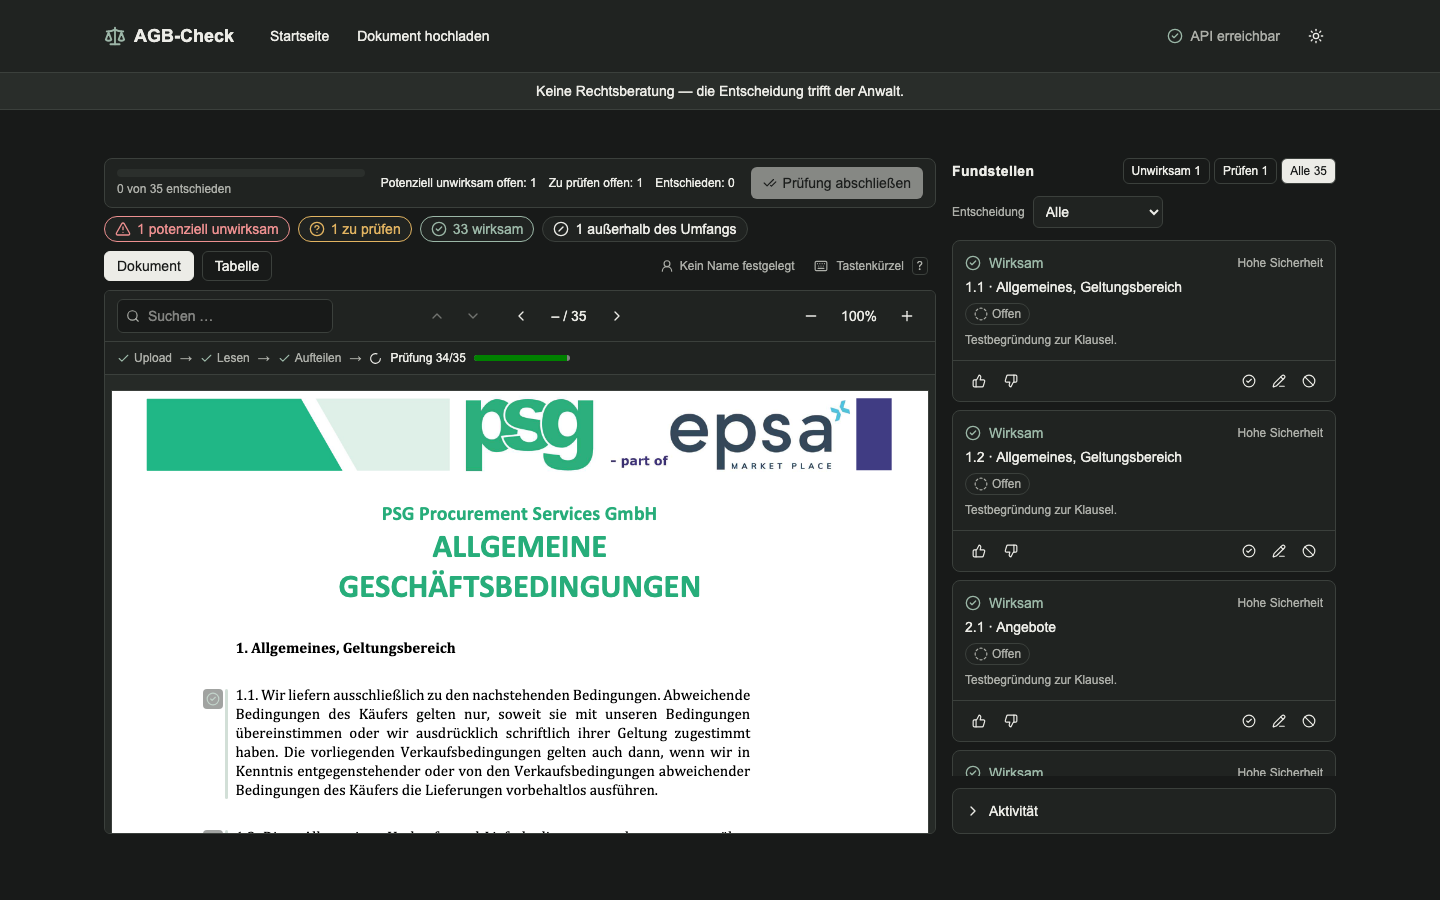 AGB-Check
Startseite
Dokument hochladen
API erreichbar
Keine Rechtsberatung — die Entscheidung trifft der Anwalt.
0 von 35 entschieden
Potenziell unwirksam offen: 1
Zu prüfen offen: 1
Entschieden: 0
Prüfung abschließen
1 potenziell unwirksam
1 zu prüfen
33 wirksam
1 außerhalb des Umfangs
Dokument
Tabelle
Kein Name festgelegt
Tastenkürzel
?
Suchen …
– / 35
100%
Upload → Lesen → Aufteilen → Prüfung 34/35
psg
- part of
epsa
MARKET PLACE
PSG Procurement Services GmbH
ALLGEMEINE
GESCHÄFTSBEDINGUNGEN
1. Allgemeines, Geltungsbereich
1.1. Wir liefern ausschließlich zu den nachstehenden Bedingungen. Abweichende
Bedingungen des Käufers gelten nur, soweit sie mit unseren Bedingungen
übereinstimmen oder wir ausdrücklich schriftlich ihrer Geltung zugestimmt
haben. Die vorliegenden Verkaufsbedingungen gelten auch dann, wenn wir in
Kenntnis entgegenstehender oder von den Verkaufsbedingungen abweichender
Bedingungen des Käufers die Lieferungen vorbehaltlos ausführen.
Fundstellen
Unwirksam 1
Prüfen 1
Alle 35
Entscheidung
Alle
Wirksam
Hohe Sicherheit
1.1 · Allgemeines, Geltungsbereich
Offen
Testbegründung zur Klausel.
Wirksam
Hohe Sicherheit
1.2 · Allgemeines, Geltungsbereich
Offen
Testbegründung zur Klausel.
Wirksam
Hohe Sicherheit
2.1 · Angebote
Offen
Testbegründung zur Klausel.
Wirksam
Hohe Sicherheit
Aktivität